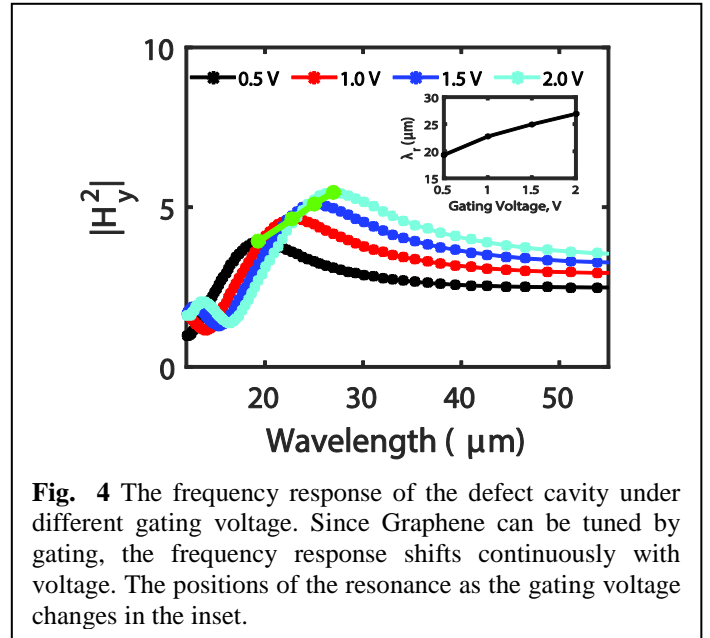 10
0.5 V 1.0 V 1.5 V 2.0 V
30
25
20
15
λr (μm)
0.5 1 1.5 2
Gating Voltage, V
|H²y|
5
0
20 30 40 50
Wavelength ( μm)
Fig. 4 The frequency response of the defect cavity under
different gating voltage. Since Graphene can be tuned by
gating, the frequency response shifts continuously with
voltage. The positions of the resonance as the gating voltage
changes in the inset.